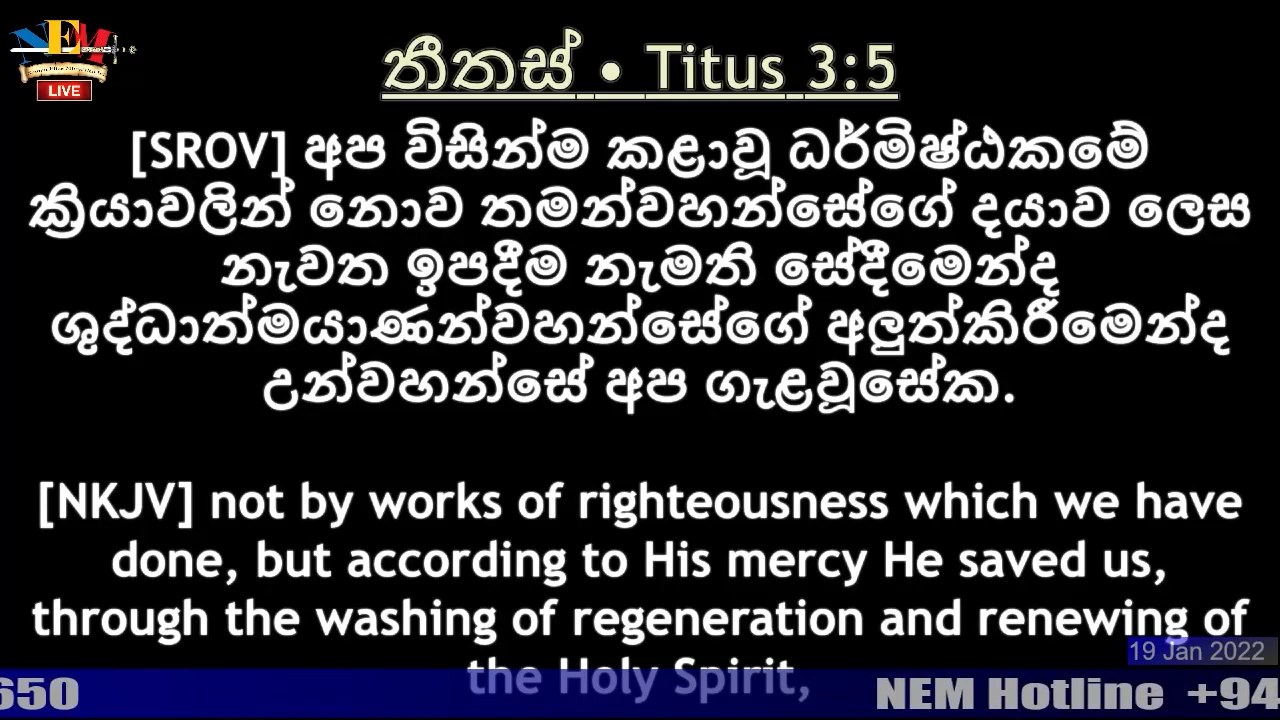 NEM
LIVE
තීතස් • Titus 3:5
[SROV] අප විසින්ම කළාවූ ධර්මිෂ්ඨකමේ
ක්‍රියාවලින් නොව තමන්වහන්සේගේ දයාව ලෙස
නැවත ඉපදීම නැමති සේදීමෙන්ද
ශුද්ධාත්මයාණන්වහන්සේගේ අලුත්කිරීමෙන්ද
උන්වහන්සේ අප ගැළවූසේක.
[NKJV] not by works of righteousness which we have
done, but according to His mercy He saved us,
through the washing of regeneration and renewing of
the Holy Spirit,
19 Jan 2022
650 NEM Hotline +94